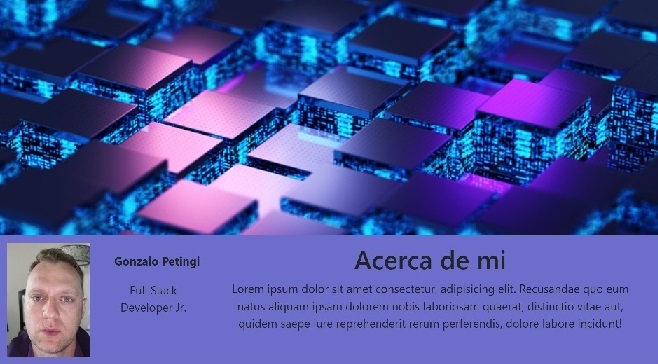 Acerca de mi
Gonzalo Petingi
Full Stack
Developer Jr.
Lorem ipsum dolor sit amet consectetur, adipisicing elit. Recusandae quo eum
natus aliquam ipsam dolorem nobis laboriosam quaerat, distinctio vitae aut,
quidem saepe iure reprehenderit rerum perferendis, dolore labore incidunt!